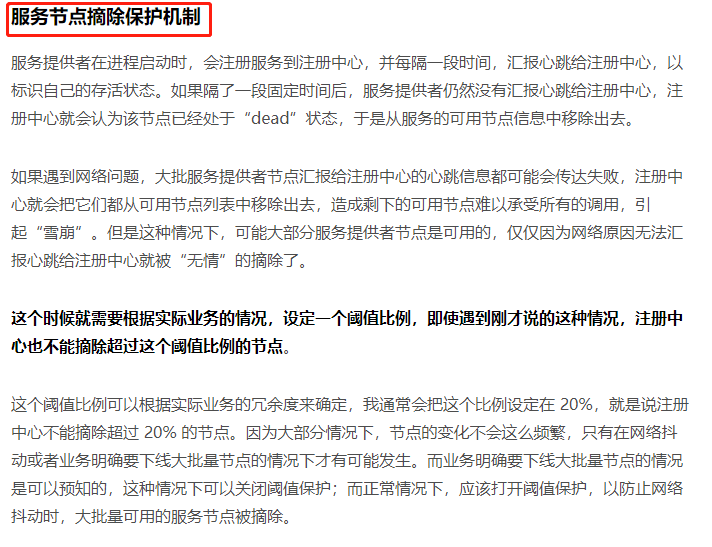 服务节点摘除保护机制
服务提供者在进程启动时，会注册服务到注册中心，并每隔一段时间，汇报心跳给注册中心，以
标识自己的存活状态。如果隔了一段固定时间后，服务提供者仍然没有汇报心跳给注册中心，注
册中心就会认为该节点已经处于“dead”状态，于是从服务的可用节点信息中移除出去。
如果遇到网络问题，大批服务提供者节点汇报给注册中心的心跳信息都可能会传达失败，注册中
心就会把它们都从可用节点列表中移除出去，造成剩下的可用节点难以承受所有的调用，引
起“雪崩”。但是这种情况下，可能大部分服务提供者节点是可用的，仅仅因为网络原因无法汇
报心跳给注册中心就被“无情”的摘除了。
这个时候就需要根据实际业务的情况，设定一个阈值比例，即使遇到刚才说的这种情况，注册中
心也不能摘除超过这个阈值比例的节点。
这个阈值比例可以根据实际业务的冗余度来确定，我通常会把这个比例设定在 20%，就是说注册
中心不能摘除超过 20% 的节点。因为大部分情况下，节点的变化不会这么频繁，只有在网络抖
动或者业务明确要下线大批量节点的情况下才有可能发生。而业务明确要下线大批量节点的情况
是可以预知的，这种情况下可以关闭阈值保护；而正常情况下，应该打开阈值保护，以防止网络
抖动时，大批量可用的服务节点被摘除。